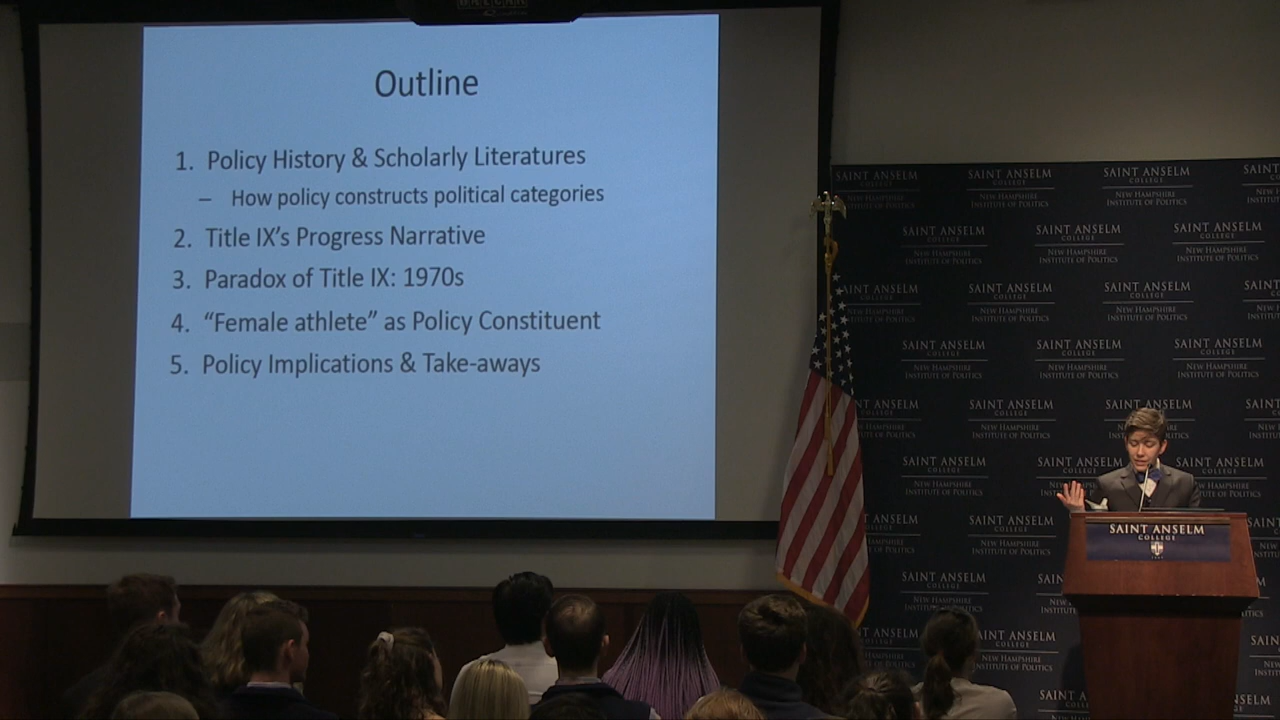 Outline
1. Policy History & Scholarly Literatures
– How policy constructs political categories
2. Title IX's Progress Narrative
3. Paradox of Title IX: 1970s
4. “Female athlete” as Policy Constituent
5. Policy Implications & Take-aways
SAINT ANSELM
COLLEGE
NEW HAMPSHIRE
INSTITUTE OF POLITICS
SAINT ANSELM
COLLEGE